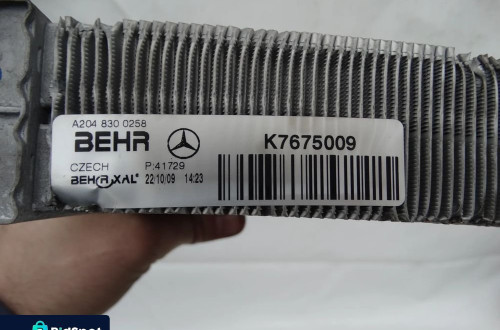 A204 830 0258
BEHR
K7675009
CZECH P:41729
BEHR XAL® 22/10/09 14:23